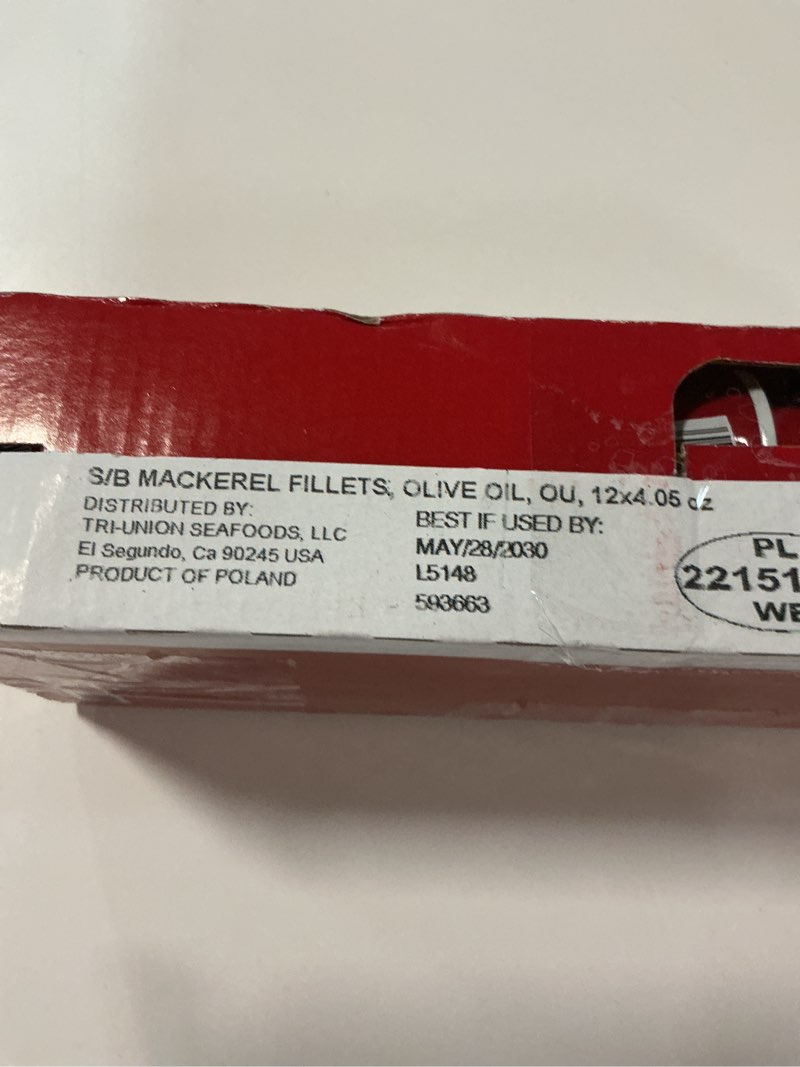 S/B MACKEREL FILLETS, OLIVE OIL, OU, 12x4.05 oz
DISTRIBUTED BY:
TRI-UNION SEAFOODS, LLC
El Segundo, Ca 90245 USA
PRODUCT OF POLAND
BEST IF USED BY:
MAY/28/2030
L5148
593663
PL
22151
WE